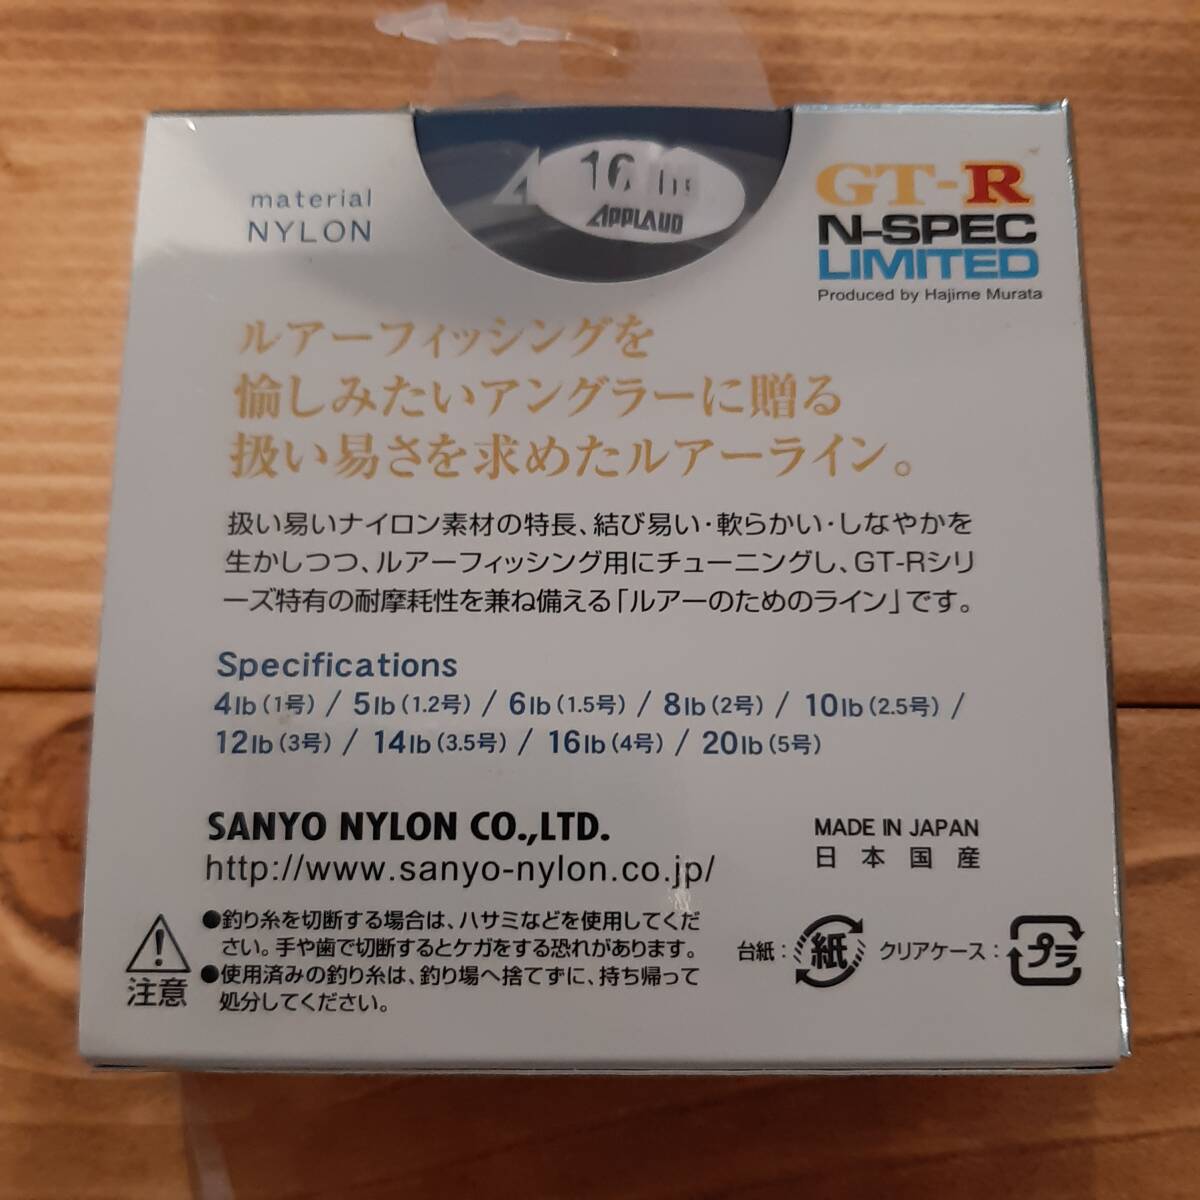 material
NYLON
APPLAUD
GT-R
N-SPEC
LIMITED
Produced by Hajime Murata
ルアーフィッシングを
愉しみたいアングラーに贈る
扱い易さを求めたルアーライン。
扱い易いナイロン素材の特長、結び易い・軟らかい・しなやかを
生かしつつ、ルアーフィッシング用にチューニングし、GT-Rシリ
ーズ特有の耐摩耗性を兼ね備える「ルアーのためのライン」です。
Specifications
4lb(1号) / 5lb(1.2号) / 6lb(1.5号) / 8lb(2号) / 10lb(2.5号) /
12lb(3号) / 14lb(3.5号) / 16lb(4号) / 20lb(5号)
SANYO NYLON CO.,LTD.
http://www.sanyo-nylon.co.jp/
MADE IN JAPAN
日本国産
注意
●釣り糸を切断する場合は、ハサミなどを使用してくだ
さい。手や歯で切断するとケガをする恐れがあります。
●使用済みの釣り糸は、釣り場へ捨てずに、持ち帰って
処分してください。
台紙：紙 クリアケース：プラ